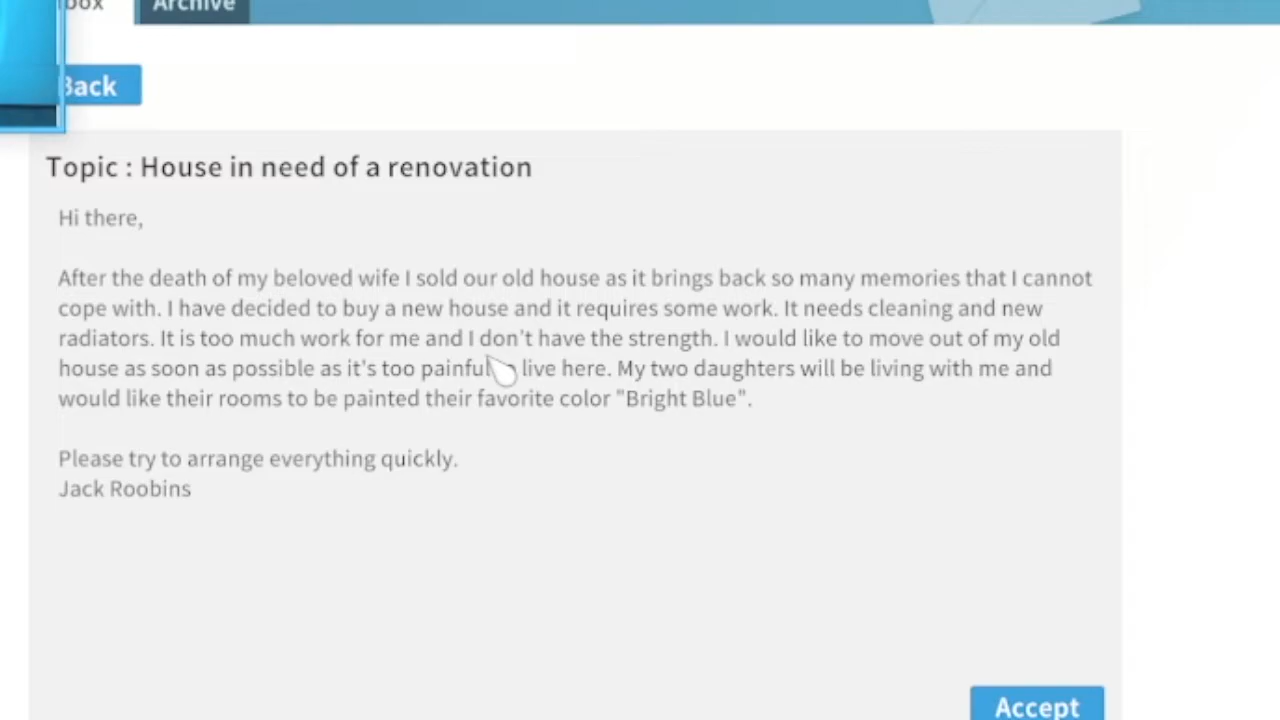 Archive
Back
Topic : House in need of a renovation
Hi there,
After the death of my beloved wife I sold our old house as it brings back so many memories that I cannot
cope with. I have decided to buy a new house and it requires some work. It needs cleaning and new
radiators. It is too much work for me and I don't have the strength. I would like to move out of my old
house as soon as possible as it's too painful live here. My two daughters will be living with me and
would like their rooms to be painted their favorite color "Bright Blue".
Please try to arrange everything quickly.
Jack Roobins
Accept